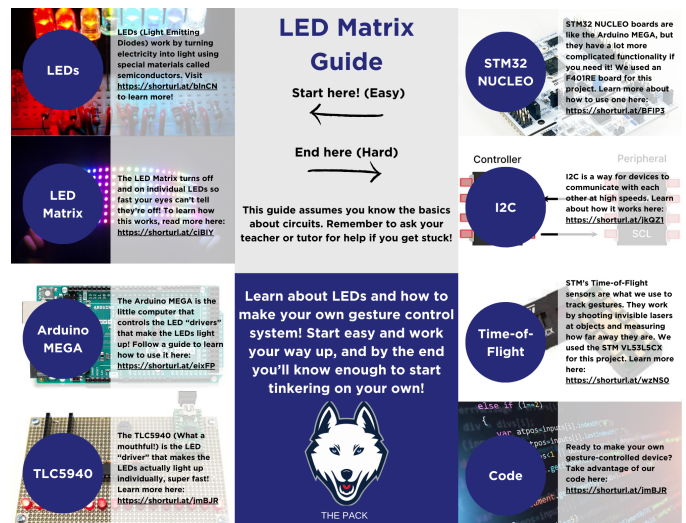 LEDs
LEDs (Light Emitting
Diodes) work by turning
electricity into light using
special materials called
semiconductors. Visit
https://shorturl.at/blnCN
to learn more!
LED
Matrix
The LED Matrix turns off
and on individual LEDs so
fast your eyes can't tell
they're off! To learn how
this works, read more here:
https://shorturl.at/ciBIY
Arduino
MEGA
The Arduino MEGA is the
little computer that
controls the LED “drivers”
that make the LEDs light
up! Follow a guide to learn
how to use it here:
https://shorturl.at/eixFP
TLC5940
The TLC5940 (What a
mouthful!) is the LED
“driver” that makes the
LEDs actually light up
individually, super fast!
Learn more here:
https://shorturl.at/jmBJR
LED Matrix
Guide
Start here! (Easy)
End here (Hard)
This guide assumes you know the basics
about circuits. Remember to ask your
teacher or tutor for help if you get stuck!
Learn about LEDs and how to
make your own gesture control
system! Start easy and work
your way up, and by the end
you'll know enough to start
tinkering on your own!
THE PACK
STM32
NUCLEO
STM32 NUCLEO boards are
like the Arduino MEGA, but
they have a lot more
complicated functionality if
you need it! We used an
F401RE board for this
project. Learn more about
how to use one here:
https://shorturl.at/BFIP3
Controller
Peripheral
I2C
I2C is a way for devices to
communicate with each
other at high speeds. Learn
about how it works here:
https://shorturl.at/jkQZ1
SCL
Time-of-
Flight
STM's Time-of-Flight
sensors are what we use to
track gestures. They work
by shooting invisible lasers
at objects and measuring
how far away they are. We
used the STM VL53L5CX
for this project. Learn more
here:
https://shorturl.at/wzNS0
else if (i==2)
{
var atpos=inputs[i].indexOf
Code
Ready to make your own
gesture-controlled device?
Take advantage of our
code here:
https://shorturl.at/jmBJR